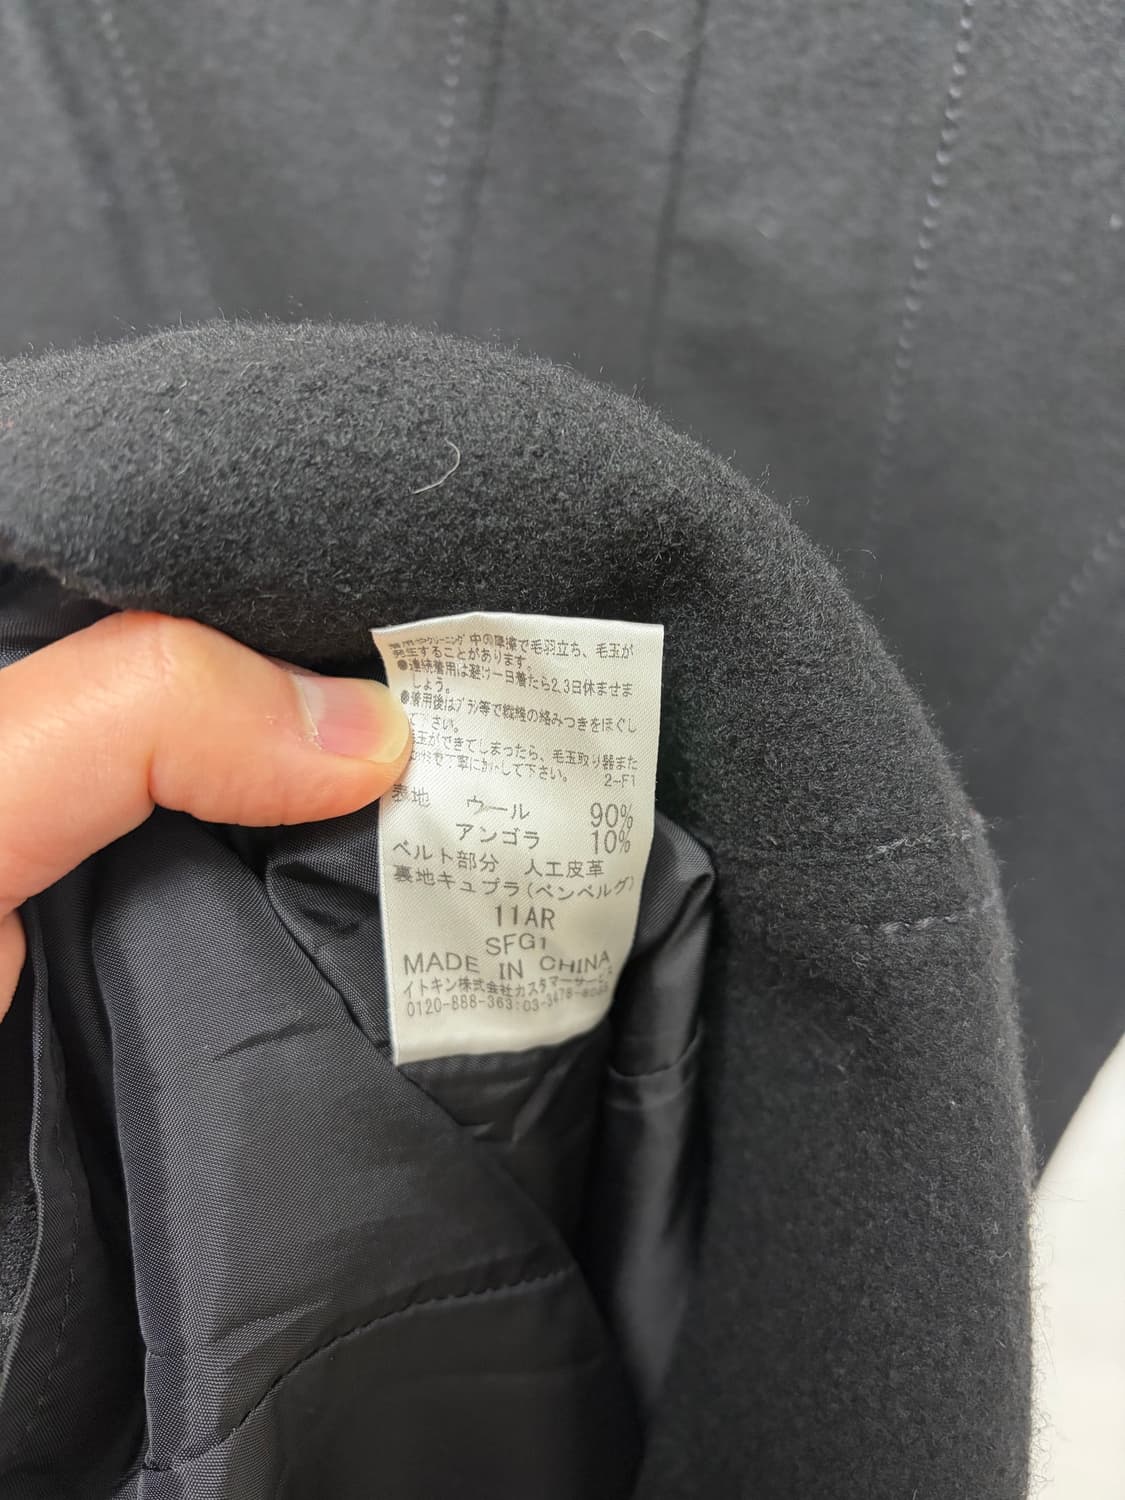 中の摩擦で毛羽立ち、毛玉が
発生することがあります。
●連続着用は避け一日着たら2,3日休ませま
しょう。
●着用後はブラシ等で繊維の絡みつきをほぐし
て下さい。
玉ができてしまったら、毛玉取り器また
丁寧に 下さい。 2-F1
表地 ウール 90%
アンゴラ 10%
ベルト部分 人工皮革
裏地キュプラ(ベンベルグ)
11AR
SFG1
MADE IN CHINA
イトキン株式会社カスタマーサービス
0120-888-363:03-3478-